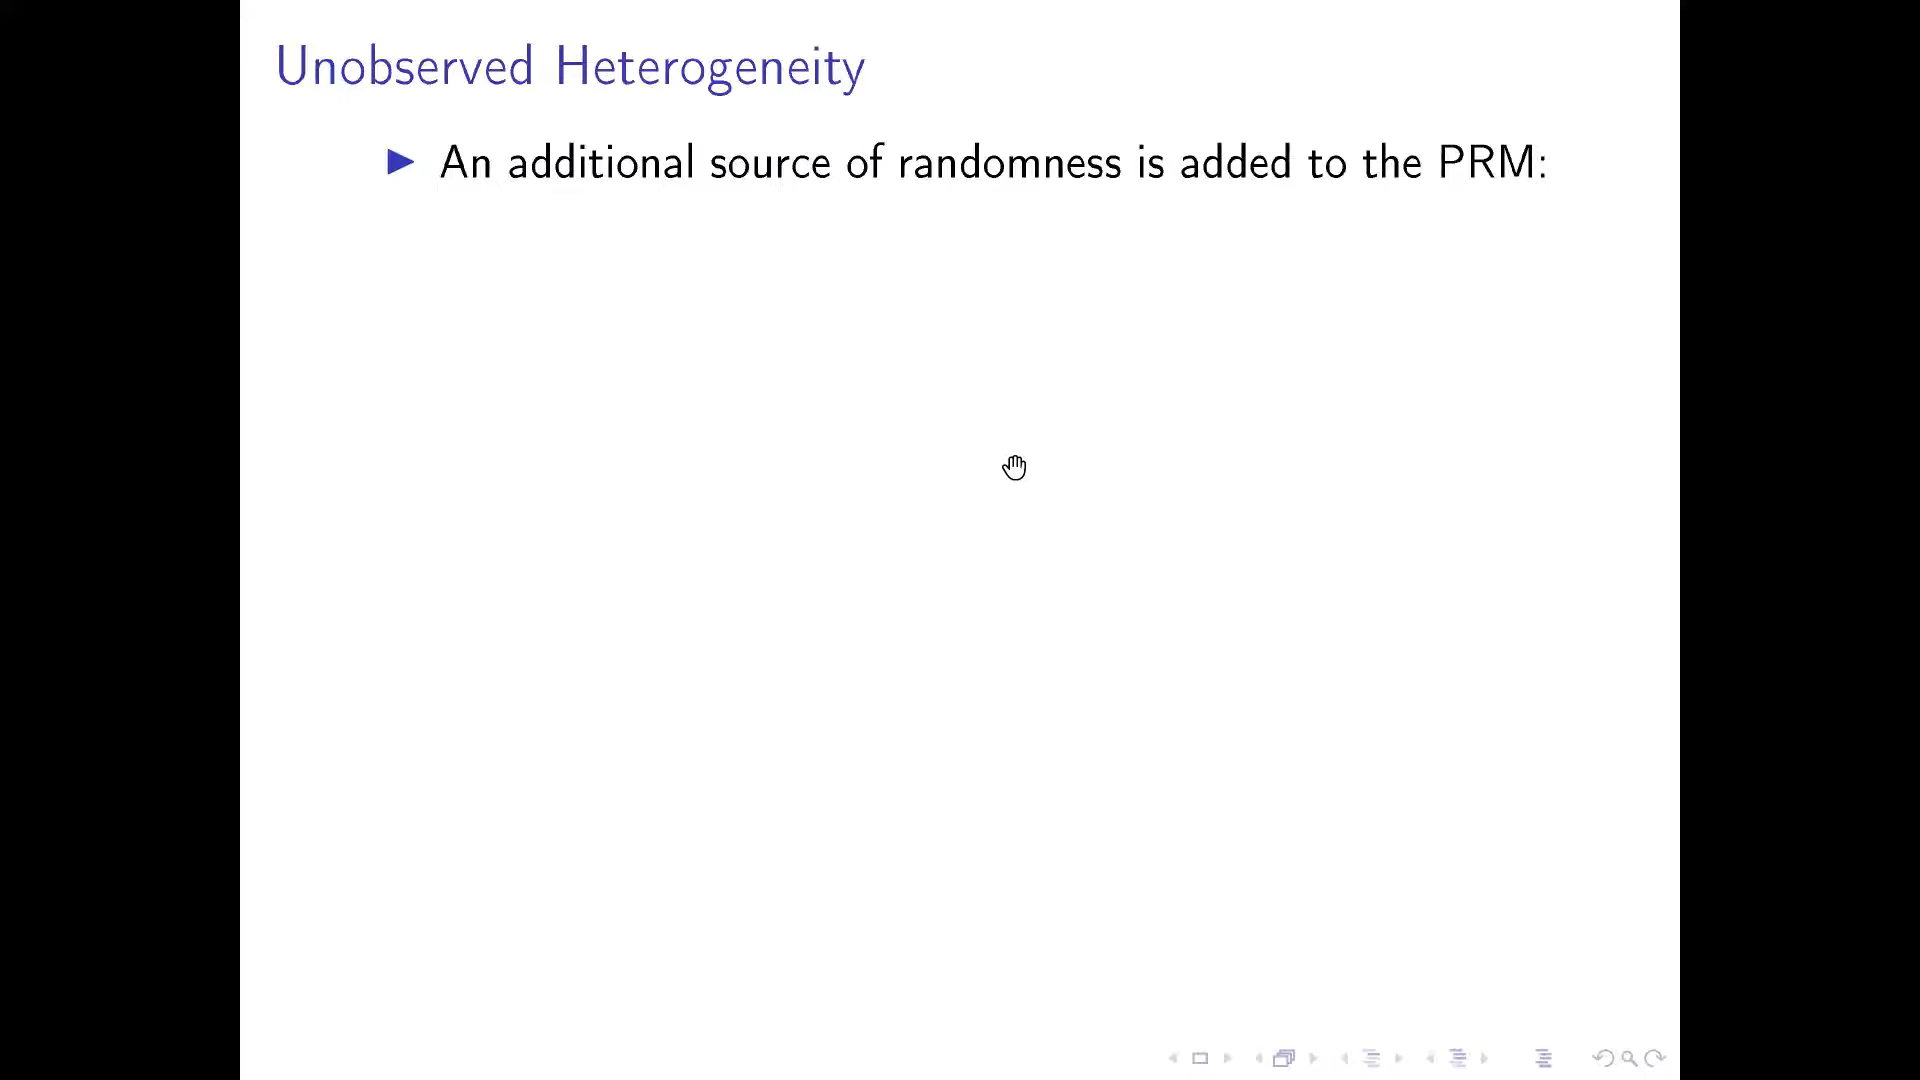 Unobserved Heterogeneity
An additional source of randomness is added to the PRM: